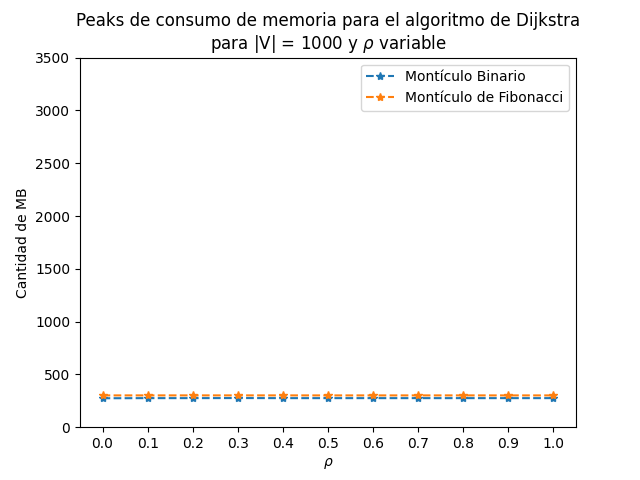 Peaks de consumo de memoria para el algoritmo de Dijkstra
para |V| = 1000 y ρ variable
Montículo Binario
Montículo de Fibonacci
Cantidad de MB
3500
3000
2500
2000
1500
1000
500
0
0.0 0.1 0.2 0.3 0.4 0.5 0.6 0.7 0.8 0.9 1.0
ρ